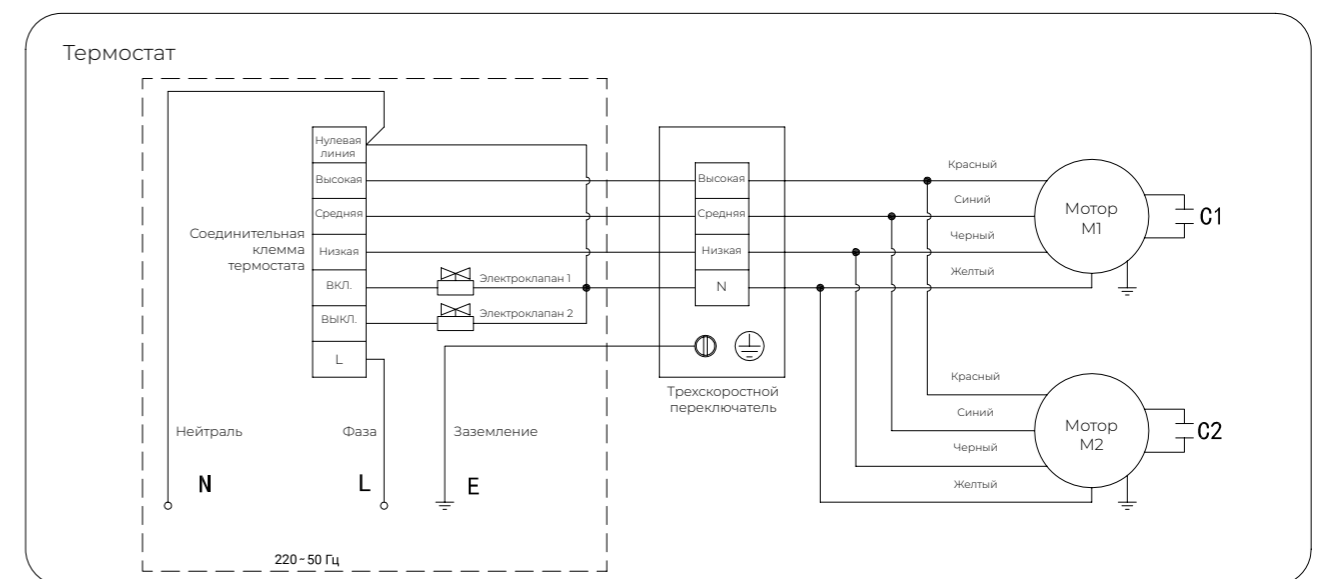 Термостат
Нулевая
линия
Высокая
Средняя
Низкая
ВКЛ.
ВЫКЛ.
L
Соединительная
клемма
термостата
Электроклапан 1
Электроклапан 2
Нейтраль
Фаза
Заземление
N
L
E
220-50 Гц
Высокая
Средняя
Низкая
N
Трехскоростной
переключатель
Красный
Синий
Черный
Желтый
Мотор
M1
C1
Красный
Синий
Черный
Желтый
Мотор
M2
C2